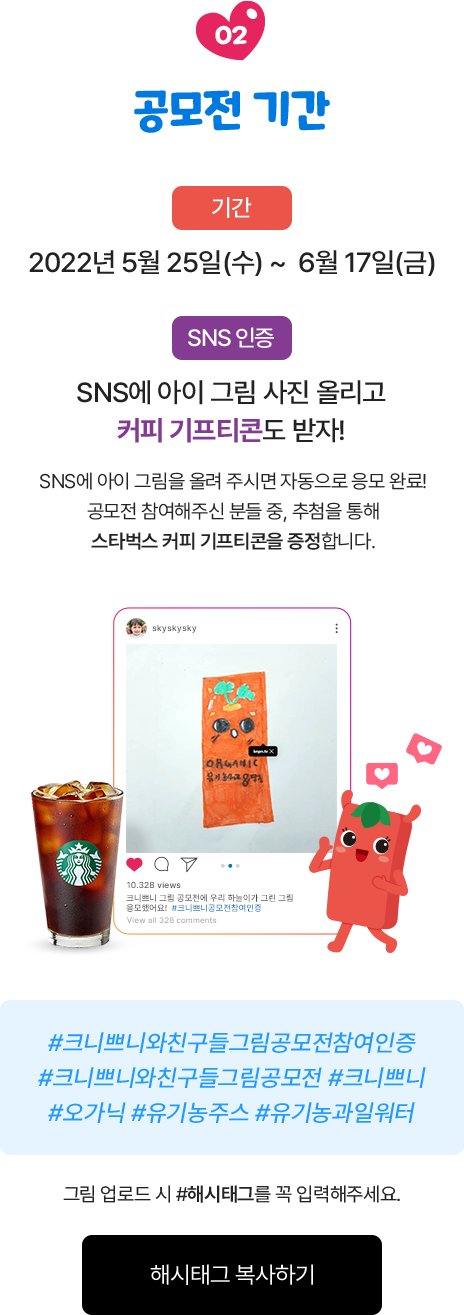 02
공모전 기간
기간
2022년 5월 25일(수) ~ 6월 17일(금)
SNS 인증
SNS에 아이 그림 사진 올리고
커피 기프티콘도 받자!
SNS에 아이 그림을 올려 주시면 자동으로 응모 완료!
공모전 참여해주신 분들 중, 추첨을 통해
스타벅스 커피 기프티콘을 증정합니다.
skyskysky
ORGANIC
10.328 views
크니쁘니 그림 공모전에 우리 하늘이가 그린 그림
응모했어요! #크니쁘니공모전참여인증
View all 328 comments
#크니쁘니와친구들그림공모전참여인증
#크니쁘니와친구들그림공모전 #크니쁘니
#오가닉 #유기농주스 #유기농과일워터
그림 업로드 시 #해시태그를 꼭 입력해주세요.
해시태그 복사하기